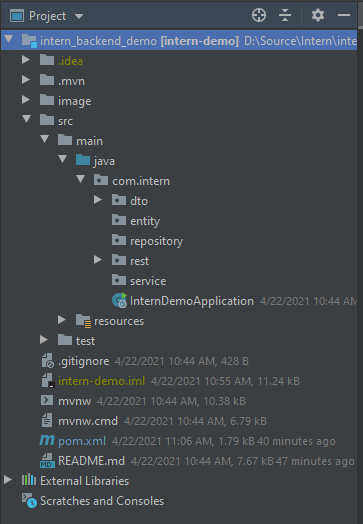 Project
intern_backend_demo [intern-demo] D:\Source\Intern\inte
.idea
.mvn
image
src
main
java
com.intern
dto
entity
repository
rest
service
InternDemoApplication 4/22/2021 10:44 AM
resources
test
.gitignore 4/22/2021 10:44 AM, 428 B
intern-demo.iml 4/22/2021 10:55 AM, 11.24 kB
mvnw 4/22/2021 10:44 AM, 10.38 kB
mvnw.cmd 4/22/2021 10:44 AM, 6.79 kB
pom.xml 4/22/2021 11:06 AM, 1.79 kB 40 minutes ago
README.md 4/22/2021 10:44 AM, 7.67 kB 47 minutes ago
External Libraries
Scratches and Consoles